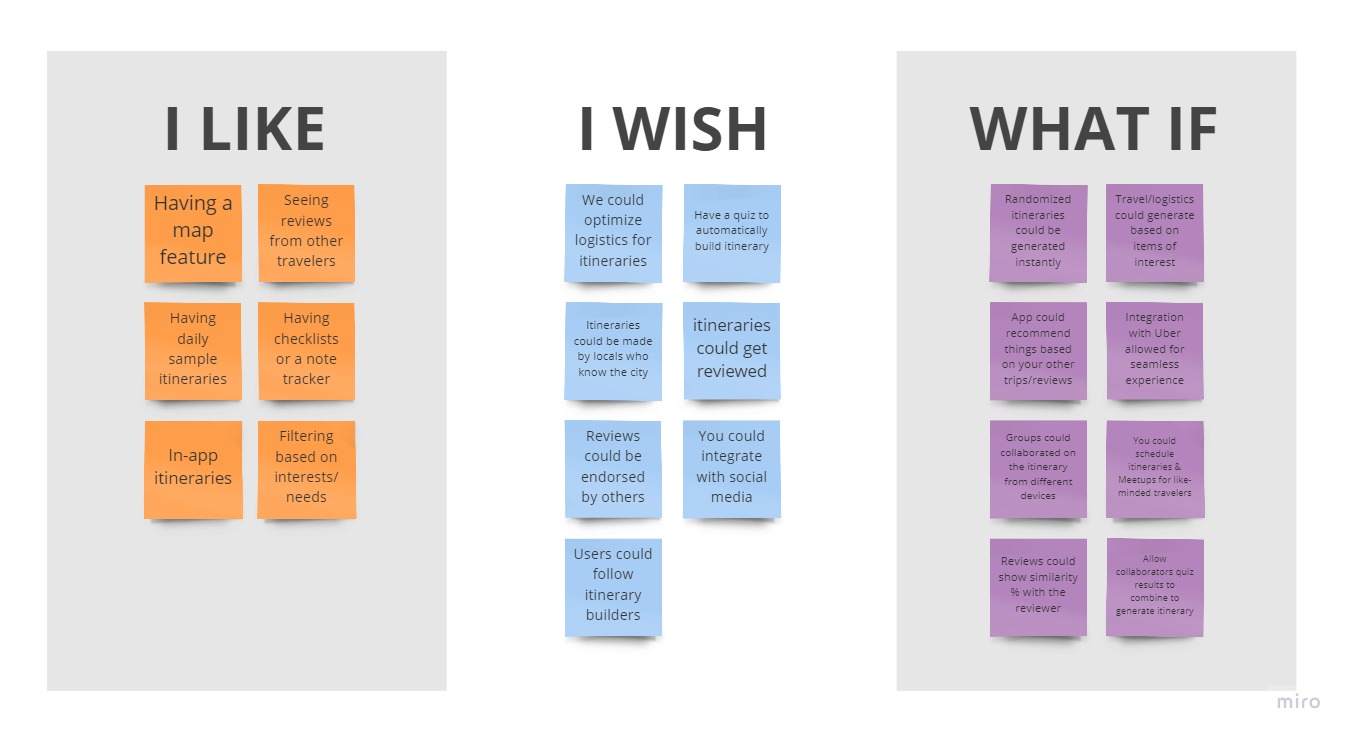 I LIKE
Having a
map
feature
Seeing
reviews
from other
travelers
Having
daily
sample
itineraries
Having
checklists
or a note
tracker
In-app
itineraries
Filtering
based on
interests/
needs
I WISH
We could
optimize
logistics for
itineraries
Have a quiz to
automatically
build itinerary
Itineraries
could be made
by locals who
know the city
itineraries
could get
reviewed
Reviews
could be
endorsed
by others
You could
integrate
with social
media
Users could
follow
itinerary
builders
WHAT IF
Randomized
itineraries
could be
generated
instantly
Travel/logistics
could generate
based on
items of
interest
App could
recommend
things based
on your other
trips/reviews
Integration
with Uber
allowed for
seamless
experience
Groups could
collaborated on
the itinerary
from different
devices
You could
schedule
itineraries &
Meetups for like-
minded travelers
Reviews could
show similarity
% with the
reviewer
Allow
collaborators quiz
results to
combine to
generate itinerary
miro